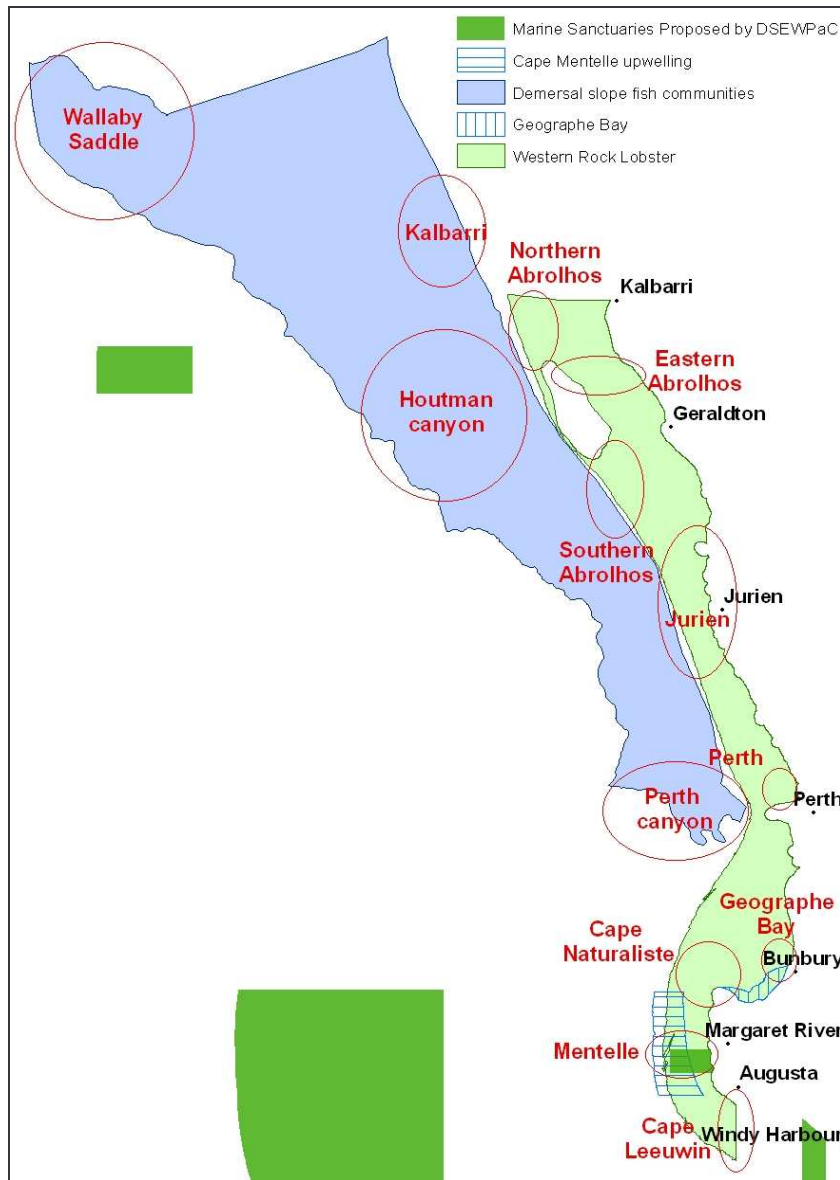 Marine Sanctuaries Proposed by DSEWPaC
Cape Mentelle upwelling
Demersal slope fish communities
Geographe Bay
Western Rock Lobster
Wallaby
Saddle
Kalbarri
Northern
Abrolhos
Kalbarri
Eastern
Abrolhos
Houtman
canyon
Geraldton
Southern
Abrolhos
Jurien
Jurien
Perth
Perth
Perth
canyon
Geographe
Bay
Cape
Naturaliste
Bunbury
Margaret River
Mentelle
Augusta
Cape
Leeuwin
Windy Harbour